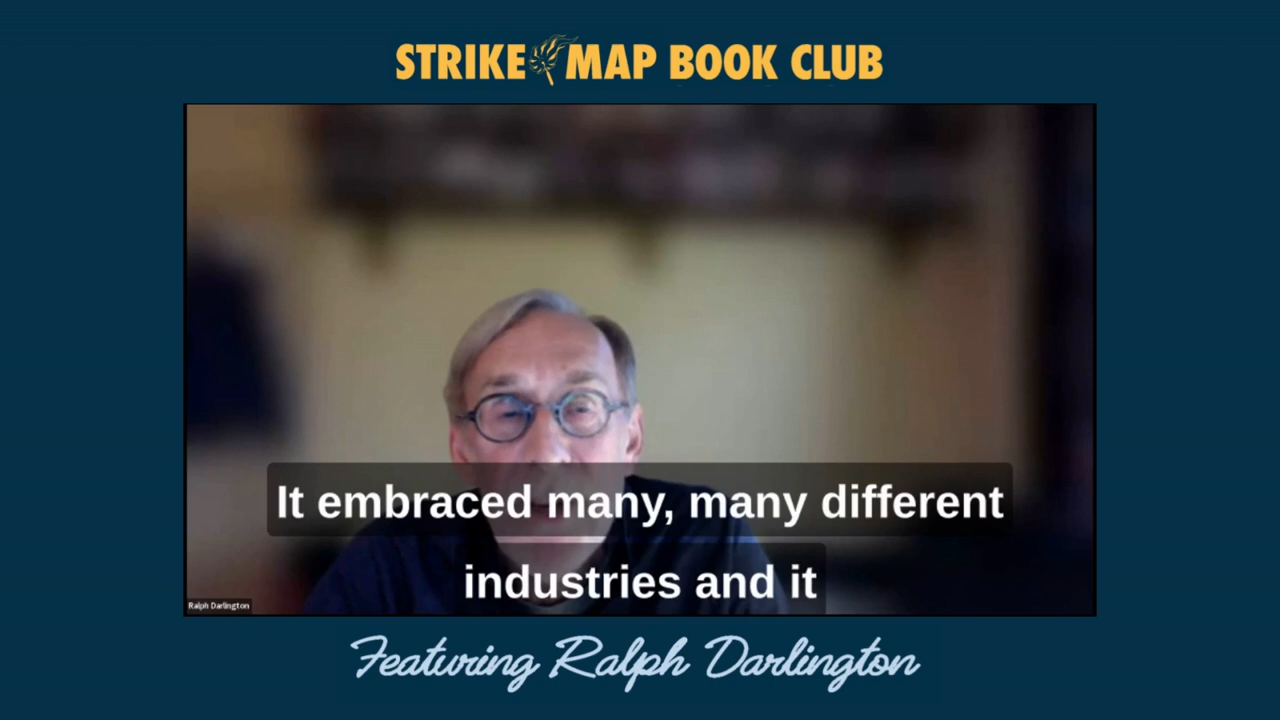 STRIKE MAP BOOK CLUB
It embraced many, many different
industries and it
Ralph Darlington
Featuring Ralph Darlington